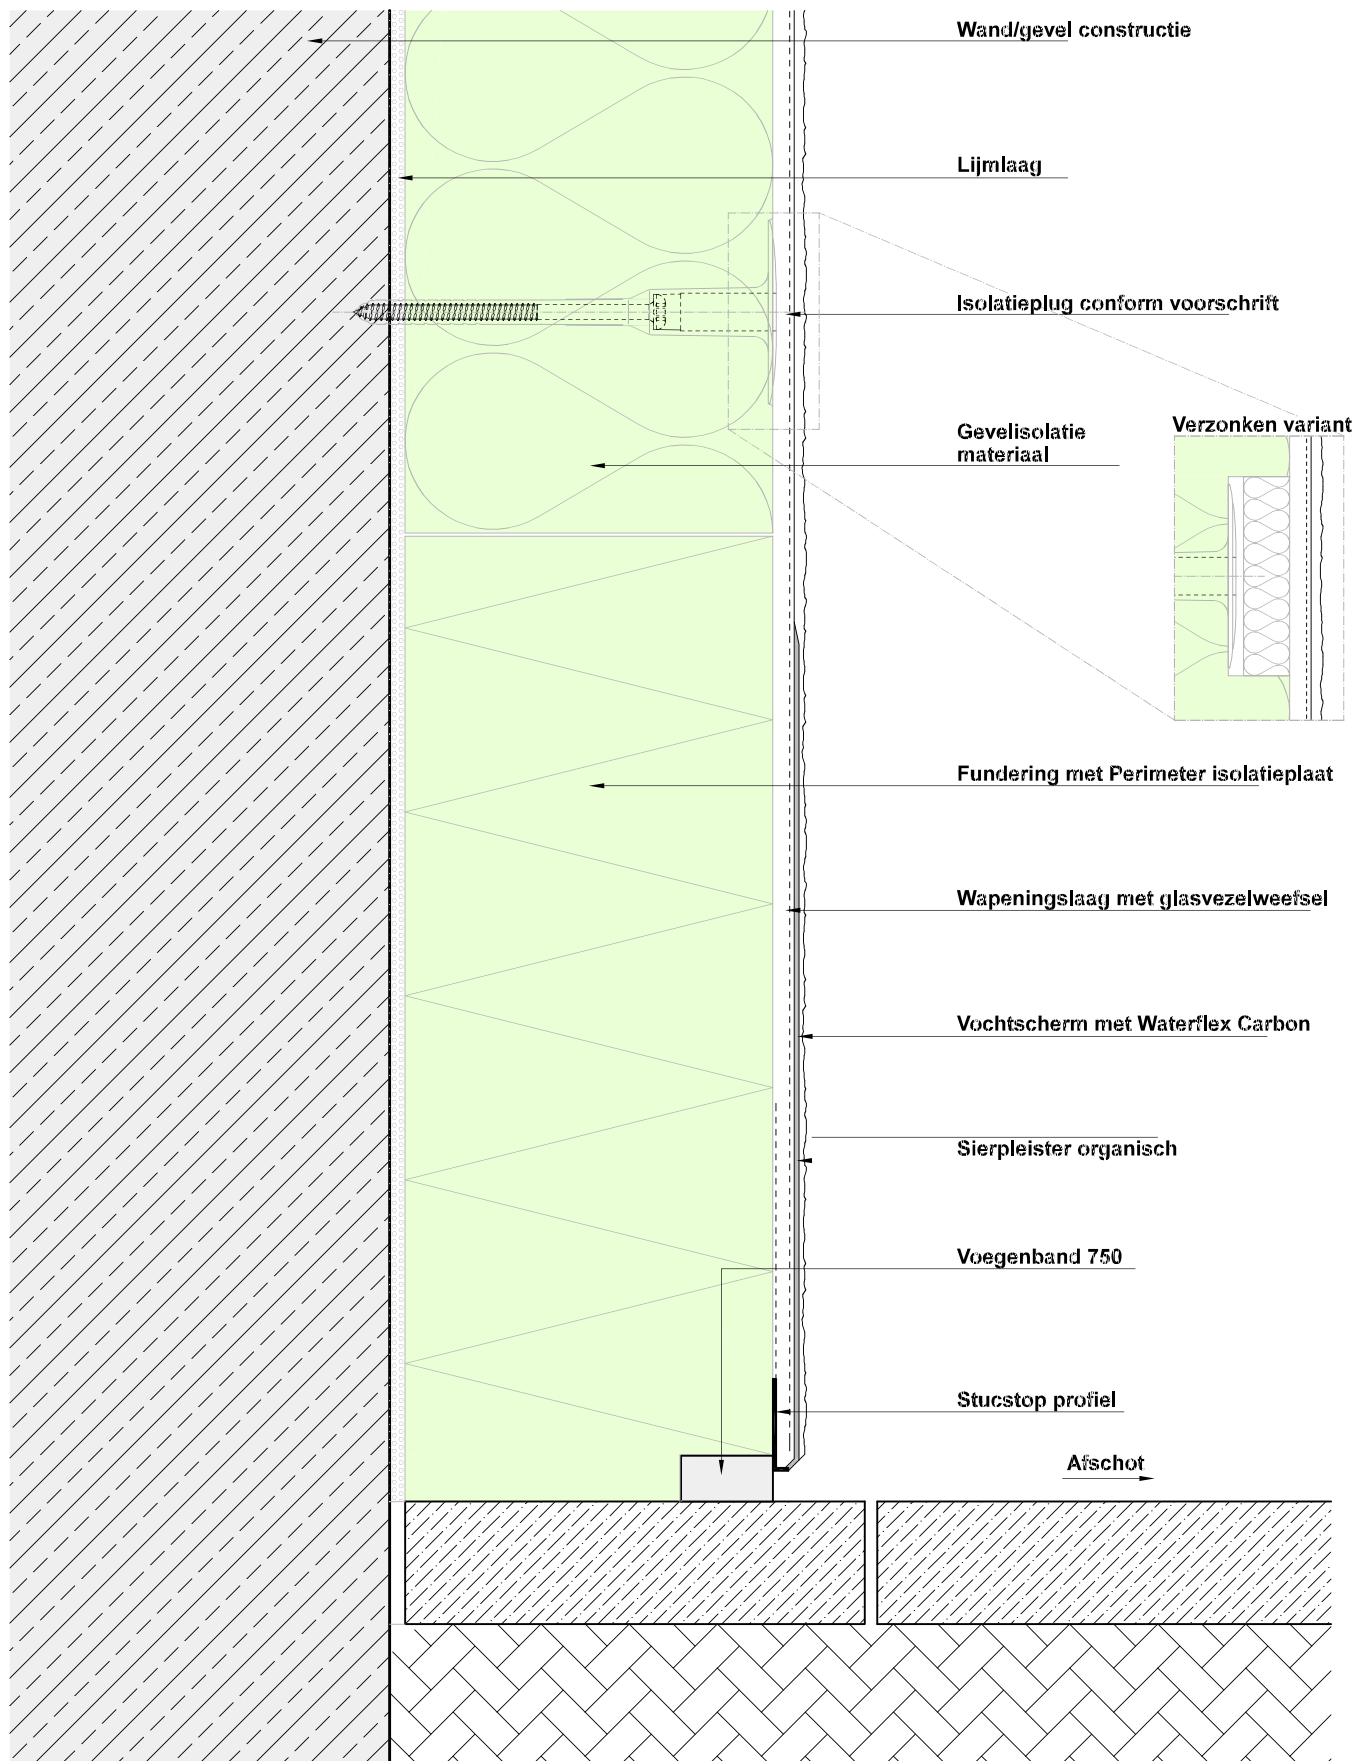 Wand/gevel constructie
Lijmlaag
Isolatieplug conform voorschrift
Verzonken variant
Gevelisolatie
materiaal
Fundering met Perimeter isolatieplaat
Wapeningslaag met glasvezelweefsel
Vochtscherm met Waterflex Carbon
Sierpleister organisch
Voegenband 750
Stucstop profiel
Afschot